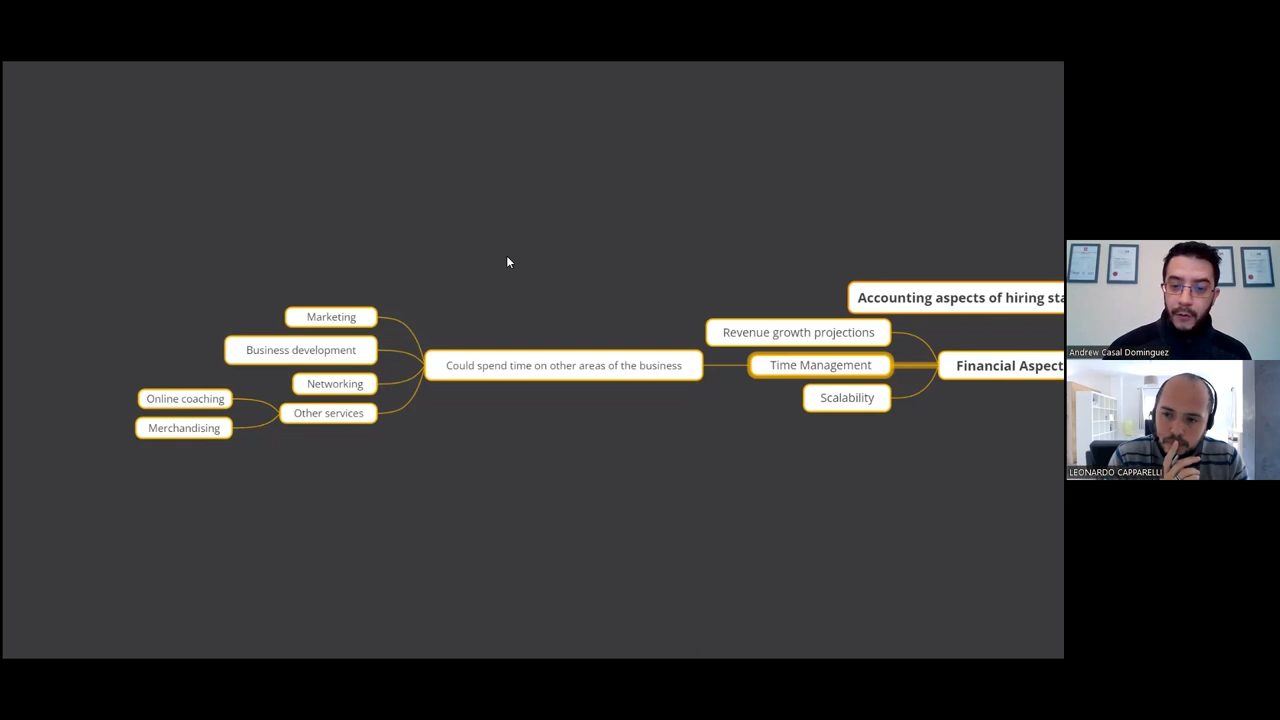 Accounting aspects of hiring sta
Marketing
Revenue growth projections
Business development
Could spend time on other areas of the business
Time Management
Financial Aspect
Networking
Online coaching
Scalability
Other services
Merchandising
Andrew Casal Dominguez
LEONARDO CAPPARELLI